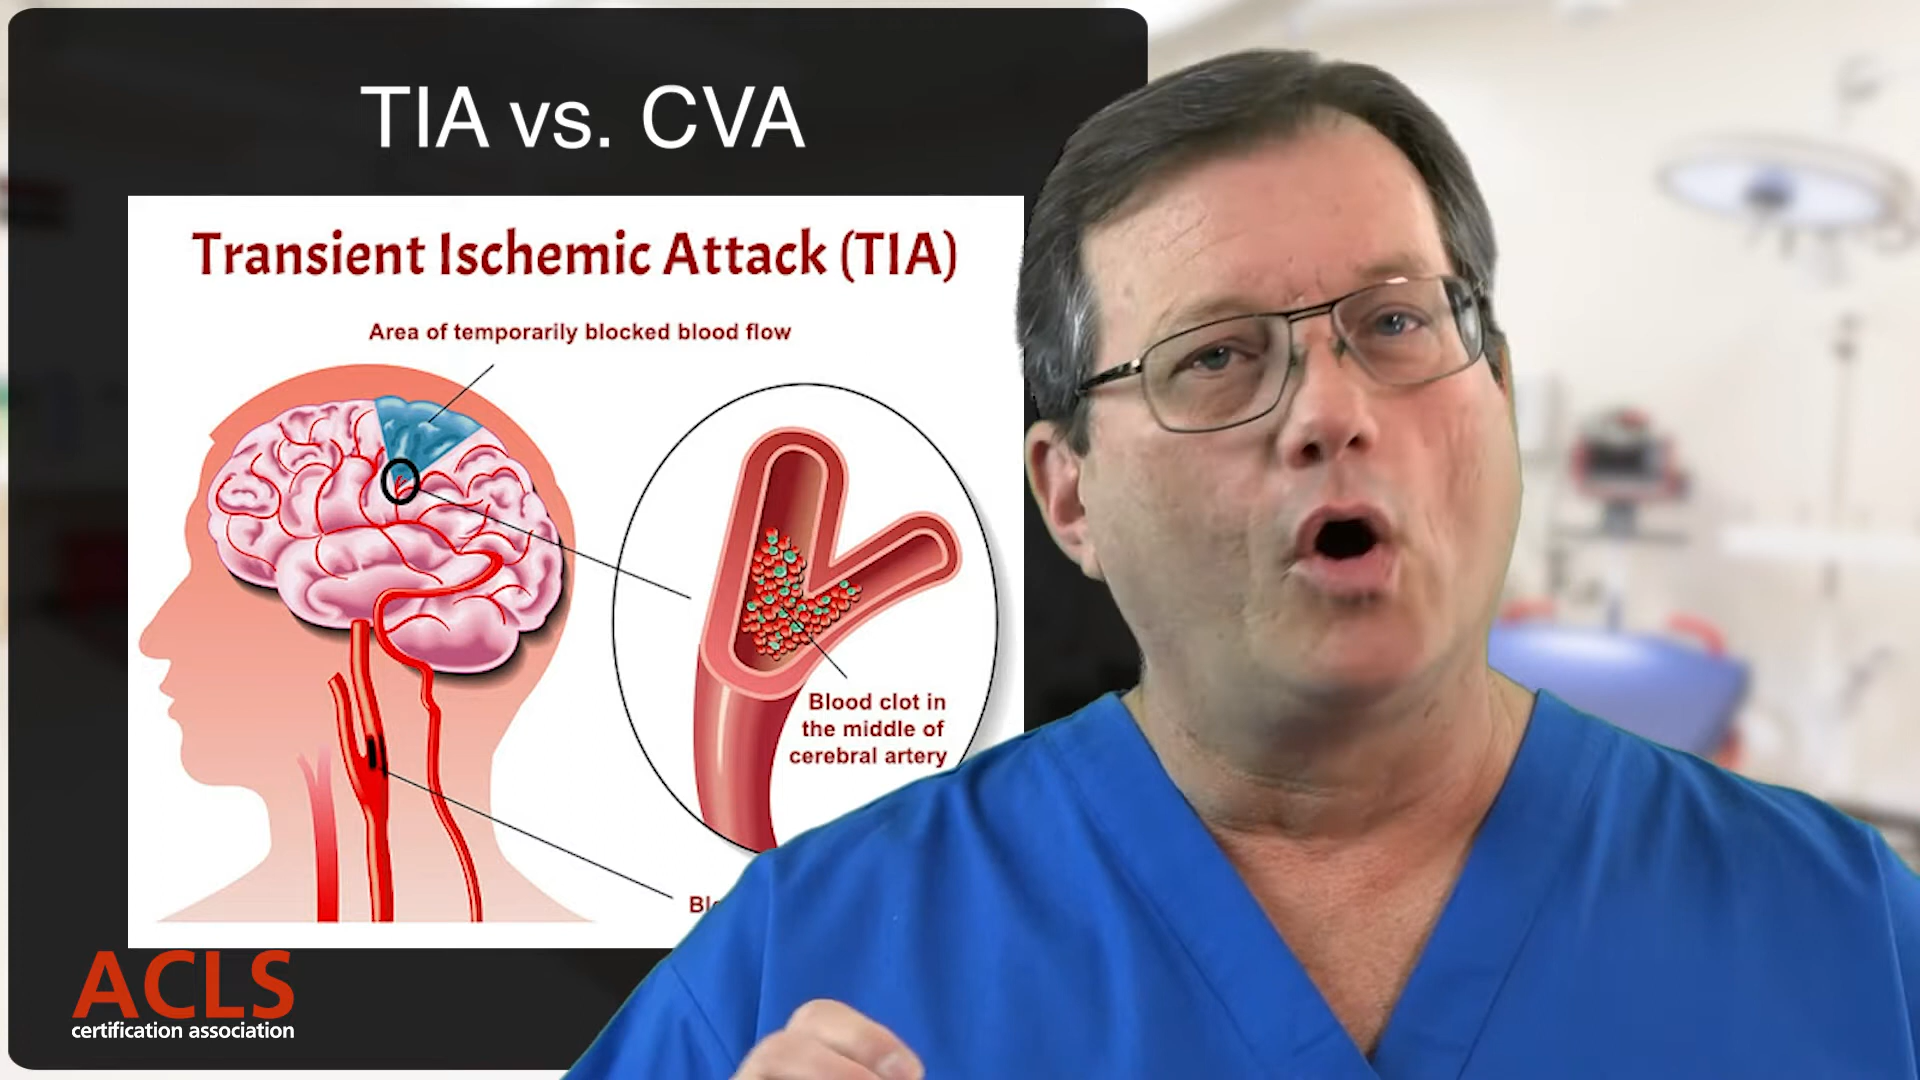 TIA vs. CVA
Transient Ischemic Attack (TIA)
Area of temporarily blocked blood flow
Blood clot in
the middle of
cerebral artery
ACLS
certification association